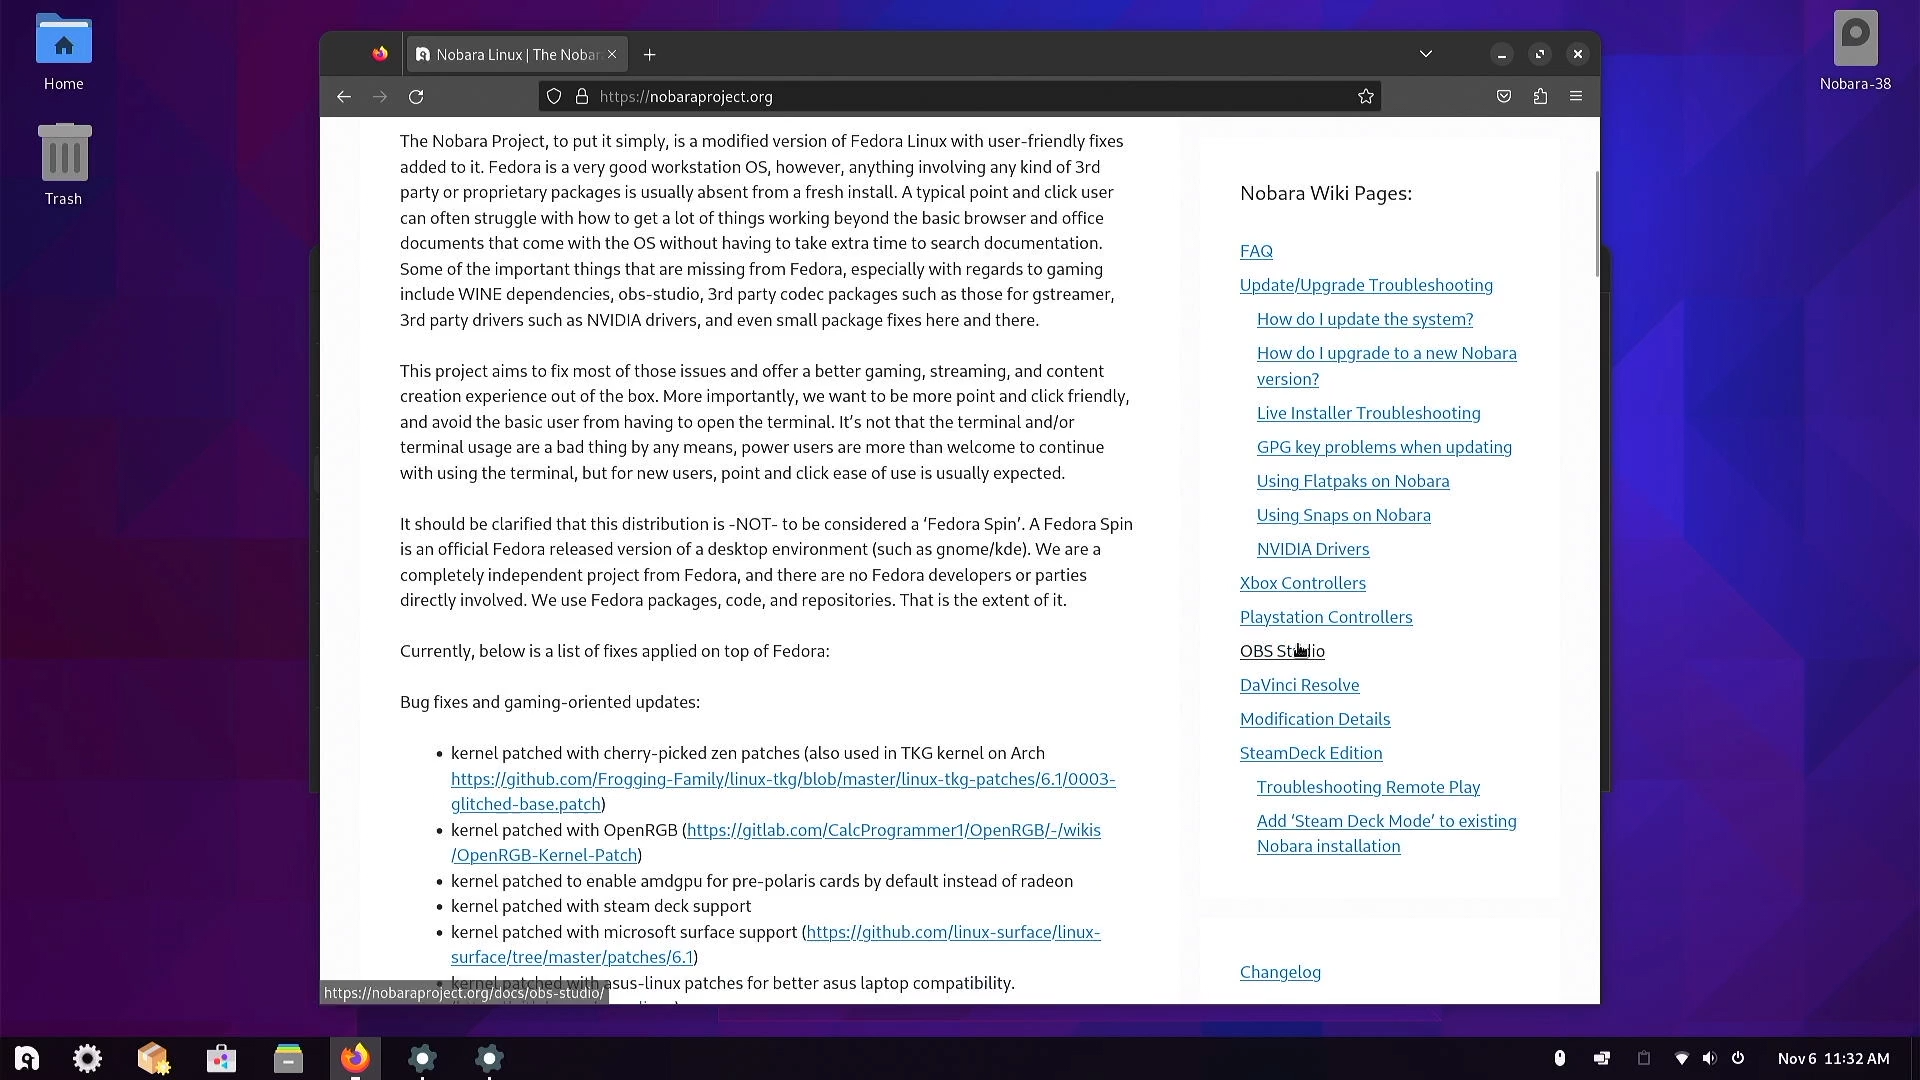 Home
Trash
Nobara-38
Nobara Linux | The Nobar
https://nobaraproject.org
The Nobara Project, to put it simply, is a modified version of Fedora Linux with user-friendly fixes
added to it. Fedora is a very good workstation OS, however, anything involving any kind of 3rd
party or proprietary packages is usually absent from a fresh install. A typical point and click user
can often struggle with how to get a lot of things working beyond the basic browser and office
documents that come with the OS without having to take extra time to search documentation.
Some of the important things that are missing from Fedora, especially with regards to gaming
include WINE dependencies, obs-studio, 3rd party codec packages such as those for gstreamer,
3rd party drivers such as NVIDIA drivers, and even small package fixes here and there.
This project aims to fix most of those issues and offer a better gaming, streaming, and content
creation experience out of the box. More importantly, we want to be more point and click friendly,
and avoid the basic user from having to open the terminal. It’s not that the terminal and/or
terminal usage are a bad thing by any means, power users are more than welcome to continue
with using the terminal, but for new users, point and click ease of use is usually expected.
It should be clarified that this distribution is -NOT- to be considered a ‘Fedora Spin’. A Fedora Spin
is an official Fedora released version of a desktop environment (such as gnome/kde). We are a
completely independent project from Fedora, and there are no Fedora developers or parties
directly involved. We use Fedora packages, code, and repositories. That is the extent of it.
Currently, below is a list of fixes applied on top of Fedora:
Bug fixes and gaming-oriented updates:
• kernel patched with cherry-picked zen patches (also used in TKG kernel on Arch
https://github.com/Frogging-Family/linux-tkg/blob/master/linux-tkg-patches/6.1/0003-
glitched-base.patch)
• kernel patched with OpenRGB (https://gitlab.com/CalcProgrammer1/OpenRGB/-/wikis
/OpenRGB-Kernel-Patch)
• kernel patched to enable amdgpu for pre-polaris cards by default instead of radeon
• kernel patched with steam deck support
• kernel patched with microsoft surface support (https://github.com/linux-surface/linux-
surface/tree/master/patches/6.1)
• kernel patched with asus-linux patches for better asus laptop compatibility.
https://nobaraproject.org/docs/obs-studio/
Nobara Wiki Pages:
FAQ
Update/Upgrade Troubleshooting
How do I update the system?
How do I upgrade to a new Nobara
version?
Live Installer Troubleshooting
GPG key problems when updating
Using Flatpaks on Nobara
Using Snaps on Nobara
NVIDIA Drivers
Xbox Controllers
Playstation Controllers
OBS Studio
DaVinci Resolve
Modification Details
SteamDeck Edition
Troubleshooting Remote Play
Add ‘Steam Deck Mode’ to existing
Nobara installation
Changelog
Nov 6 11:32 AM